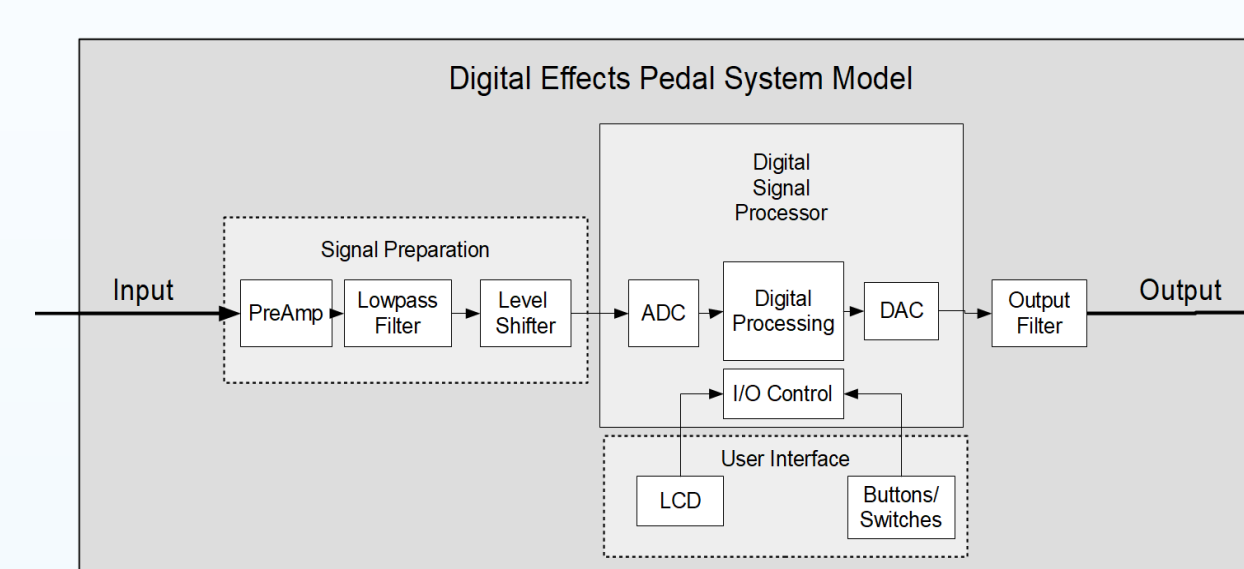 Digital Effects Pedal System Model
Digital
Signal
Processor
Signal Preparation
Input
PreAmp
Lowpass
Filter
Level
Shifter
ADC
Digital
Processing
DAC
Output
Filter
Output
I/O Control
User Interface
LCD
Buttons/
Switches